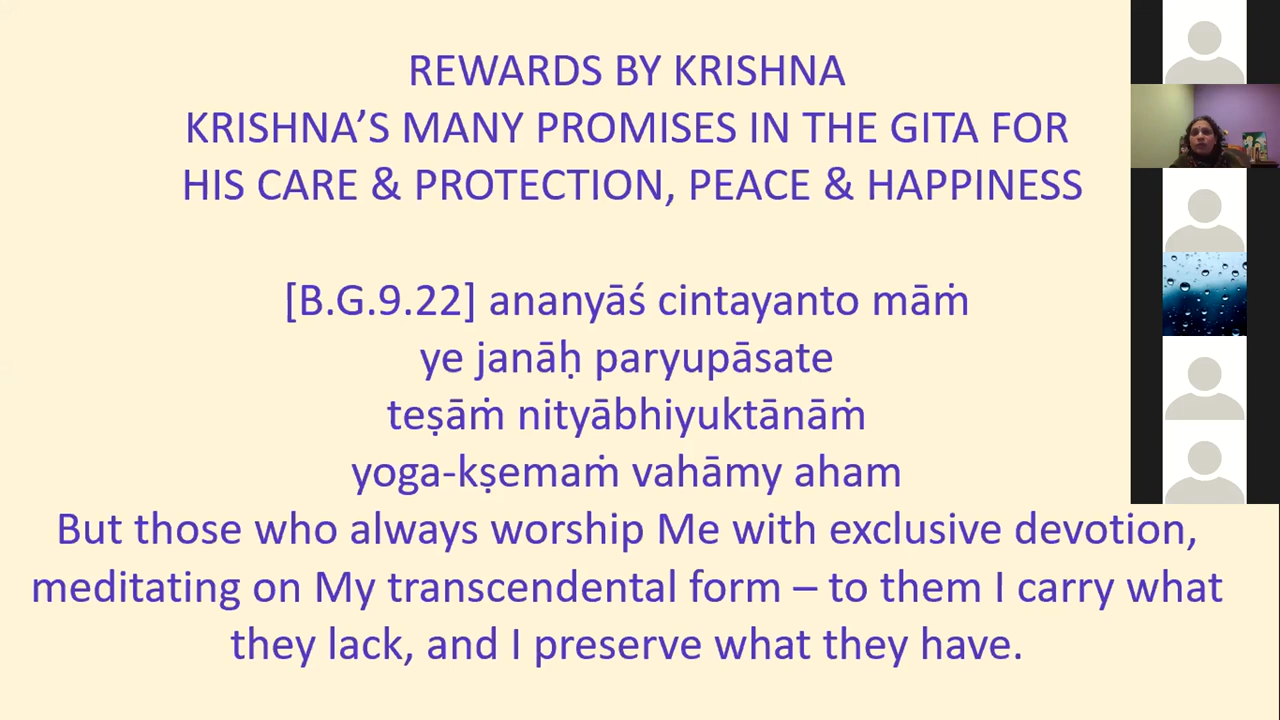 REWARDS BY KRISHNA
KRISHNA’S MANY PROMISES IN THE GITA FOR
HIS CARE & PROTECTION, PEACE & HAPPINESS
[B.G.9.22] ananyāś cintayanto māṁ
ye janāḥ paryupāsate
teṣāṁ nityābhiyuktānāṁ
yoga-kṣemaṁ vahāmy aham
But those who always worship Me with exclusive devotion,
meditating on My transcendental form – to them I carry what
they lack, and I preserve what they have.